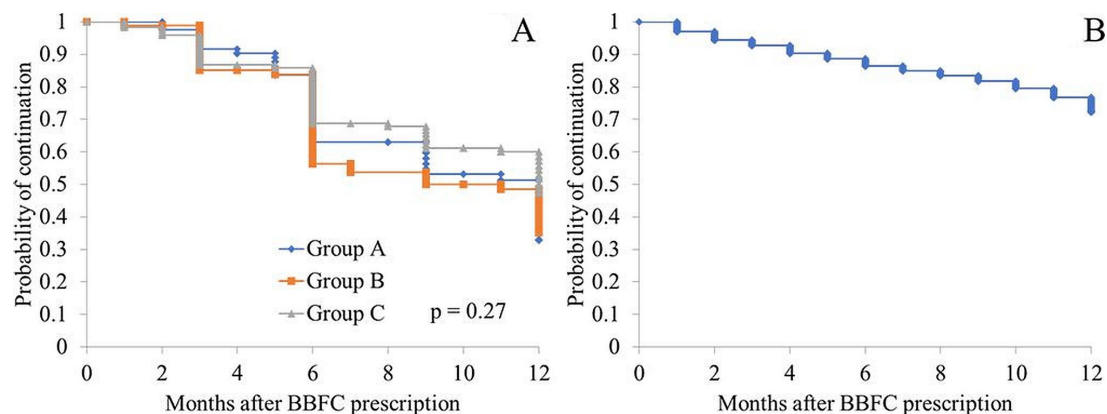 A
Probability of continuation
1
0.9
0.8
0.7
0.6
0.5
0.4
0.3
0.2
0.1
0
Group A
Group B
Group C
p = 0.27
0 2 4 6 8 10 12
Months after BBFC prescription
B
Probability of continuation
1
0.9
0.8
0.7
0.6
0.5
0.4
0.3
0.2
0.1
0
0 2 4 6 8 10 12
Months after BBFC prescription